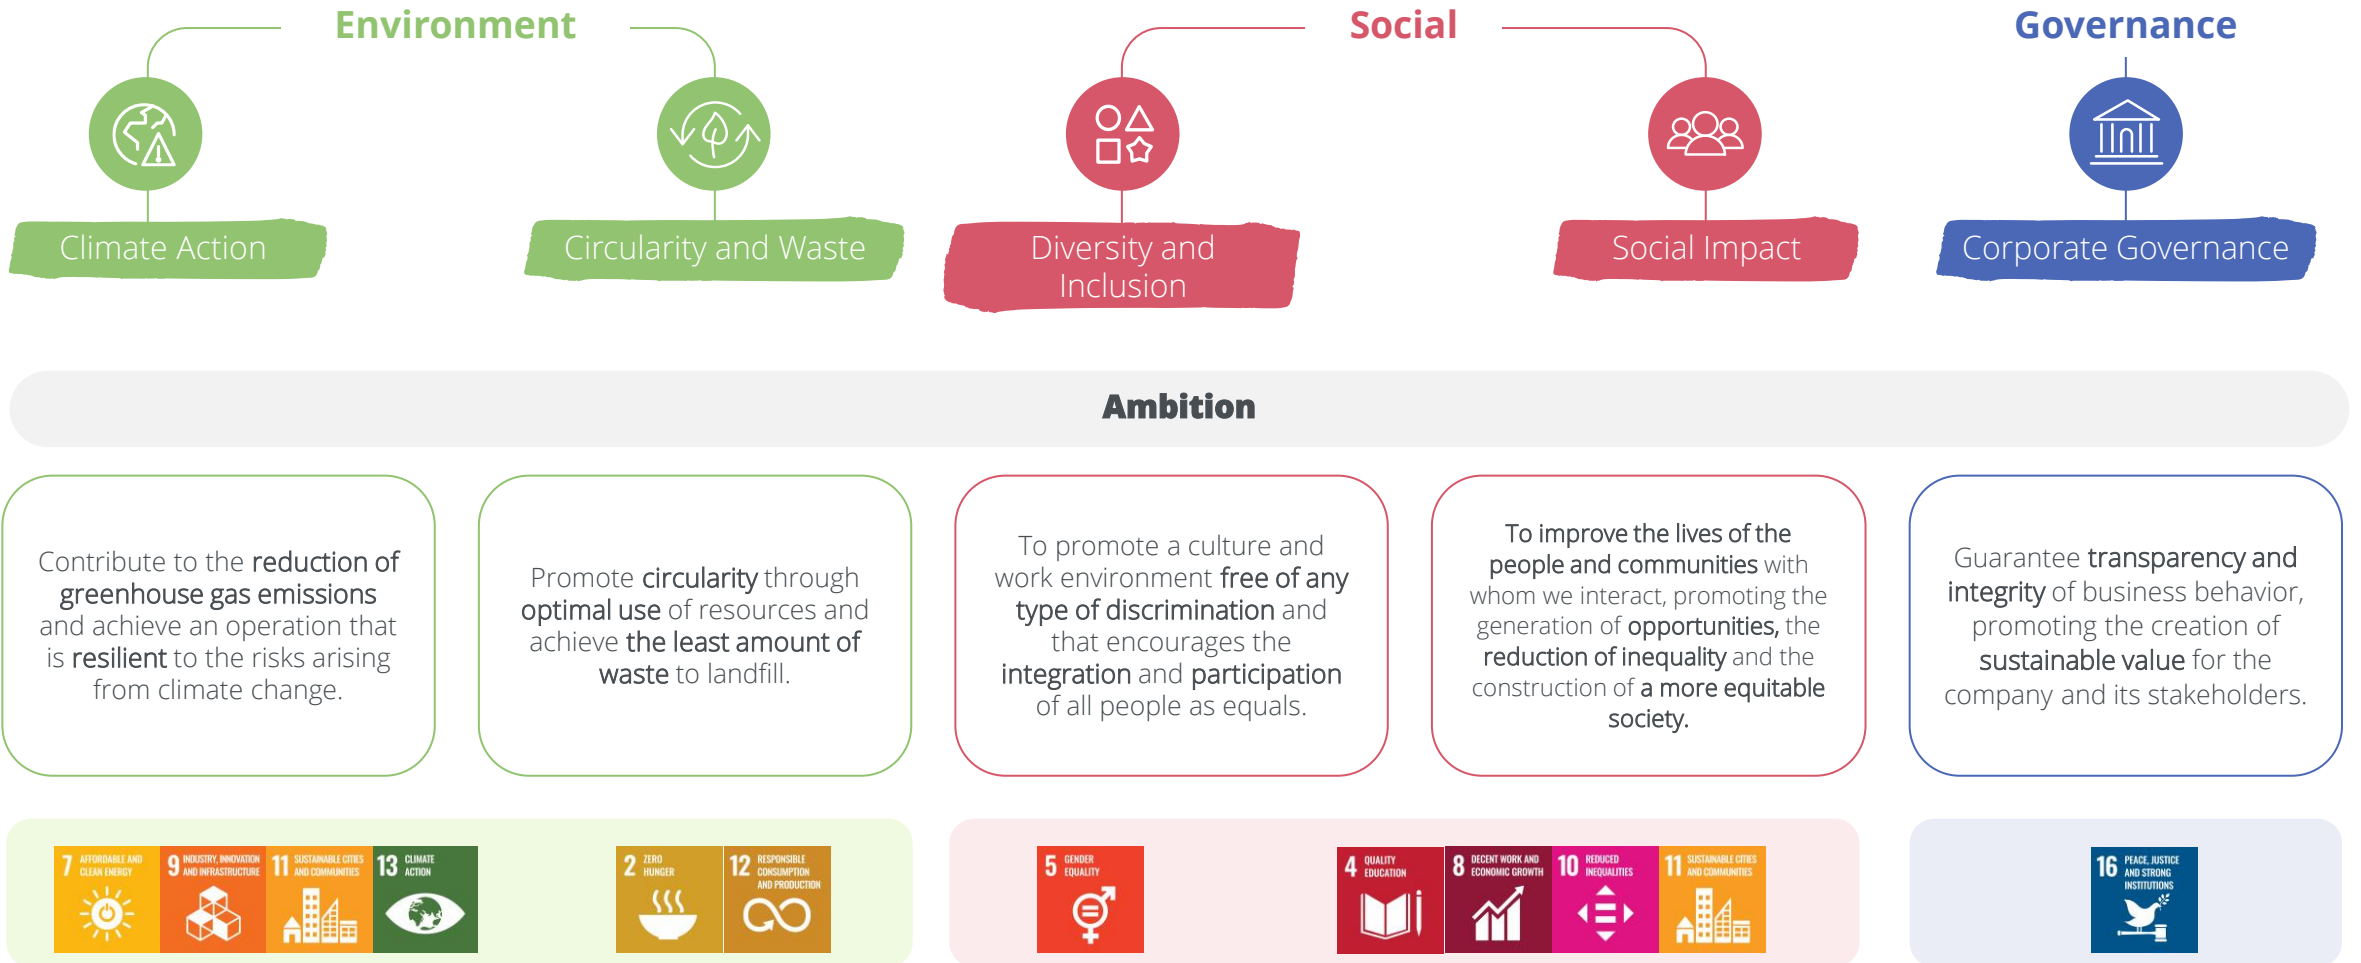 Environment
Social
Governance
Climate Action
Circularity and Waste
Diversity and
Inclusion
Social Impact
Corporate Governance
Ambition
Contribute to the reduction of
greenhouse gas emissions
and achieve an operation that
is resilient to the risks arising
from climate change.
Promote circularity through
optimal use of resources and
achieve the least amount of
waste to landfill.
To promote a culture and
work environment free of any
type of discrimination and
that encourages the
integration and participation
of all people as equals.
To improve the lives of the
people and communities with
whom we interact, promoting the
generation of opportunities, the
reduction of inequality and the
construction of a more equitable
society.
Guarantee transparency and
integrity of business behavior,
promoting the creation of
sustainable value for the
company and its stakeholders.
7 AFFORDABLE AND
CLEAN ENERGY
9 INDUSTRY, INNOVATION
AND INFRASTRUCTURE
11 SUSTAINABLE CITIES
AND COMMUNITIES
13 CLIMATE
ACTION
2 ZERO
HUNGER
12 RESPONSIBLE
CONSUMPTION
AND PRODUCTION
5 GENDER
EQUALITY
4 QUALITY
EDUCATION
8 DECENT WORK AND
ECONOMIC GROWTH
10 REDUCED
INEQUALITIES
11 SUSTAINABLE CITIES
AND COMMUNITIES
16 PEACE, JUSTICE
AND STRONG
INSTITUTIONS